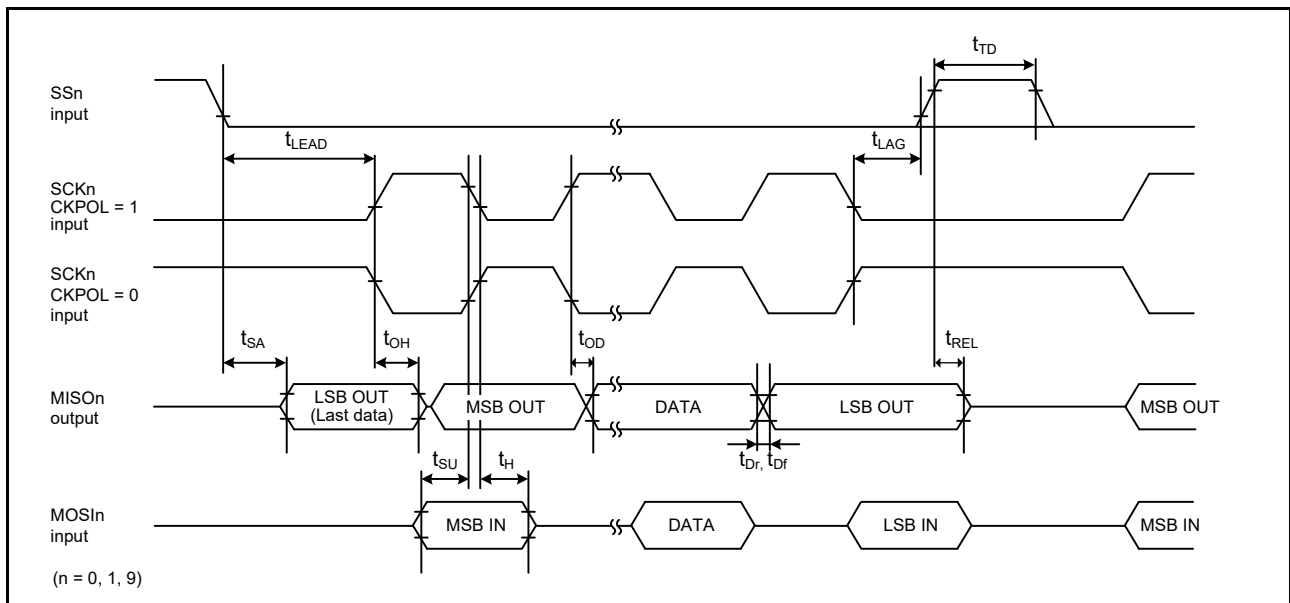 tTD
SSn
input
tLEAD
tLAG
SCKn
CKPOL = 1
input
SCKn
CKPOL = 0
input
tSA
tOH
tOD
tREL
MISOn
output
LSB OUT
(Last data)
MSB OUT
DATA
LSB OUT
MSB OUT
tSU
tH
tDr, tDf
MOSIn
input
MSB IN
DATA
LSB IN
MSB IN
(n = 0, 1, 9)